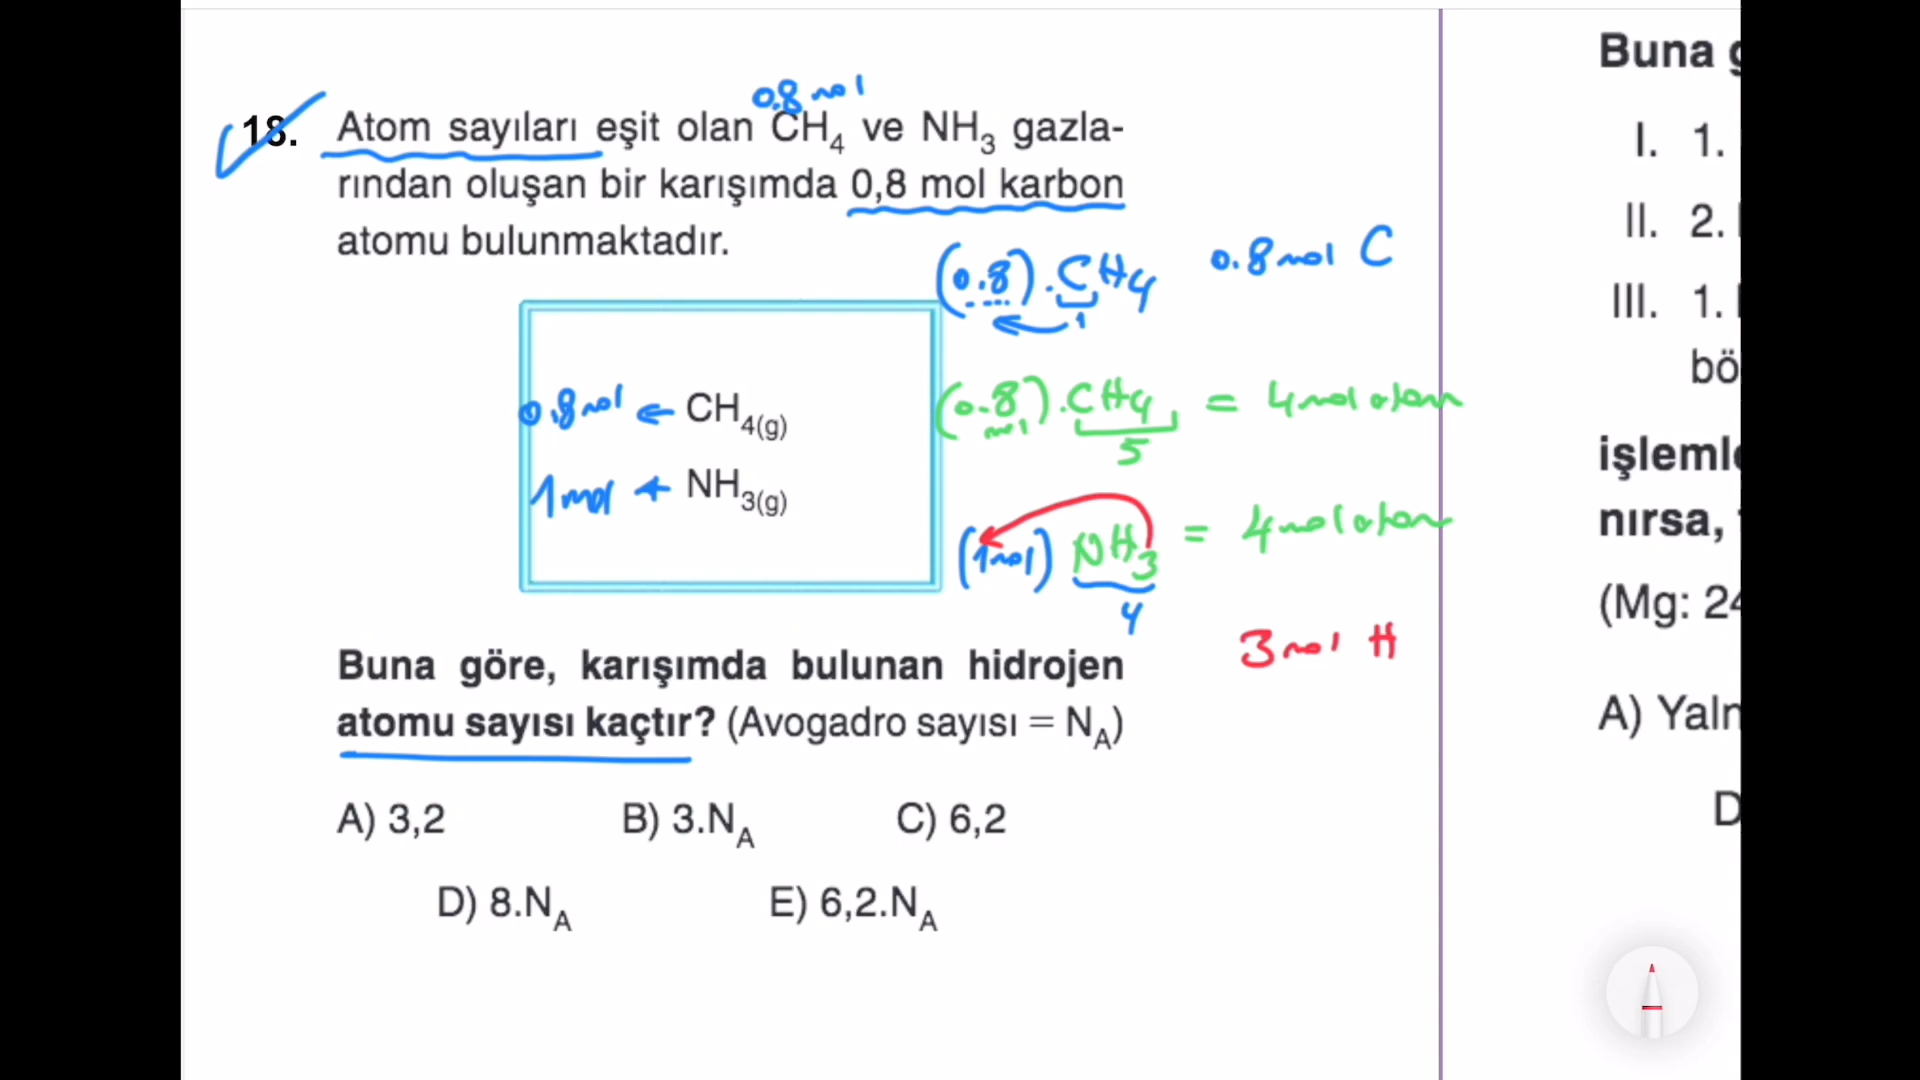 0.8 mol
18. Atom sayıları eşit olan CH4 ve NH3 gazla-
rından oluşan bir karışımda 0,8 mol karbon
atomu bulunmaktadır.
(0.8).CH4 0.8 mol C
1
0.8 mol ← CH4(g)
(0.8).CH4 = 4 mol atom
mol 5
1 mol ← NH3(g)
(1 mol) NH3 = 4 mol atom
4
3 mol H
Buna göre, karışımda bulunan hidrojen
atomu sayısı kaçtır? (Avogadro sayısı = NA)
A) 3,2 B) 3.NA C) 6,2
D) 8.NA E) 6,2.NA
Buna
I. 1.
II. 2.
III. 1.
bö
işleml
nırsa,
(Mg: 24
A) Yaln
D